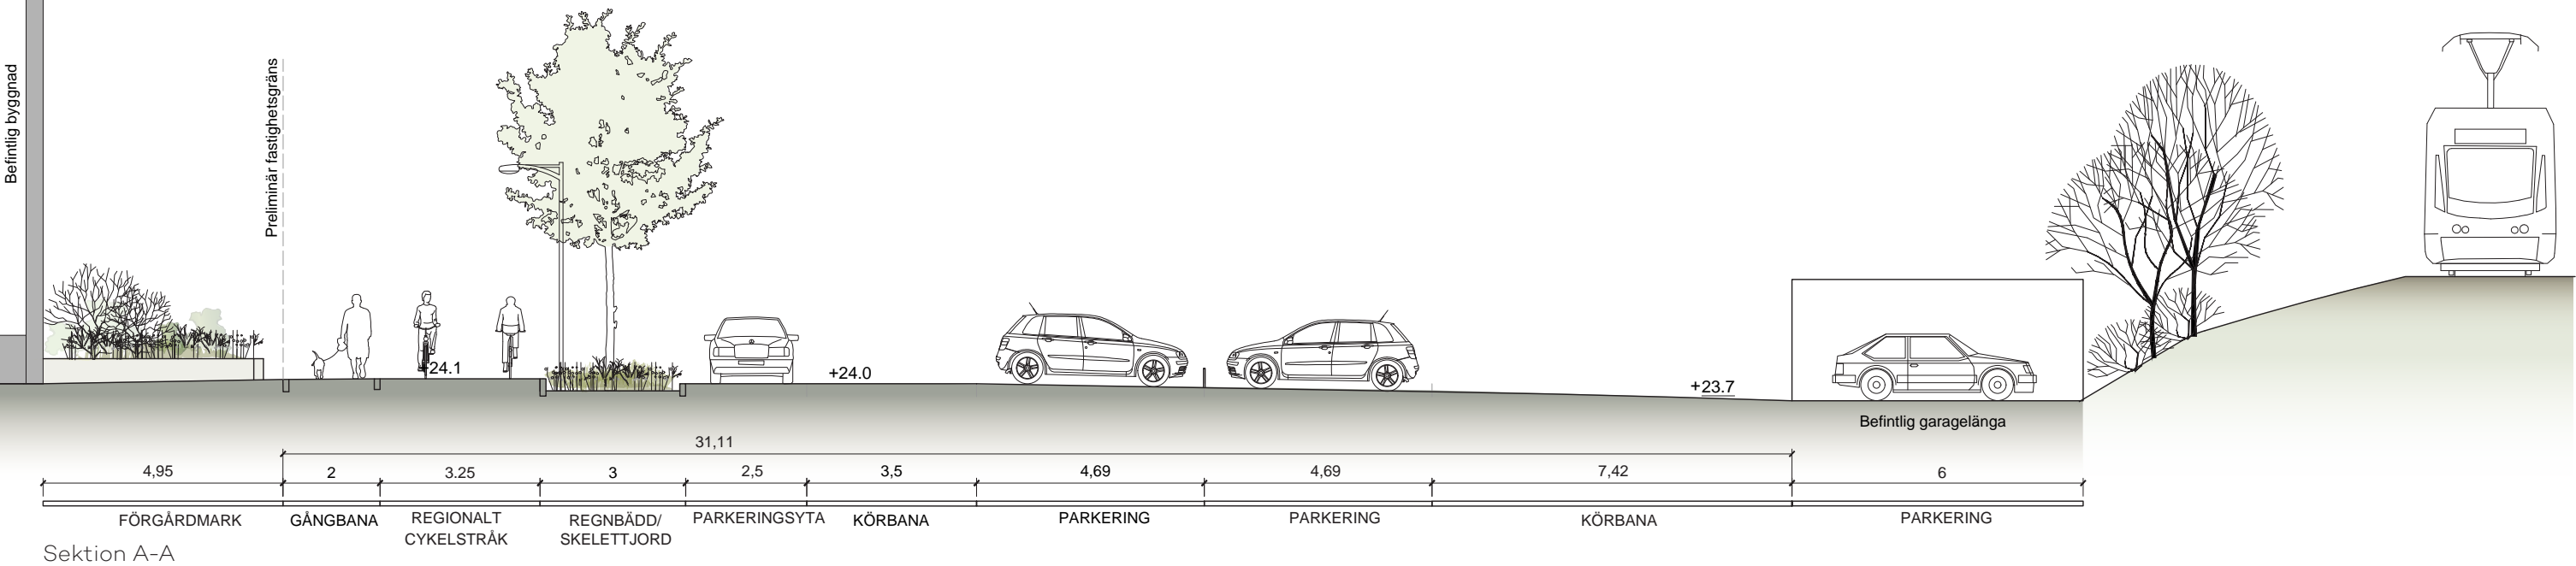 Befintlig byggnad
Preliminär fastighetsgräns
+24.1
+24.0
+23.7
Befintlig garagelänga
31,11
4,95
2
3.25
3
2,5
3,5
4,69
4,69
7,42
6
FÖRGÅRDMARK
GÅNGBANA
REGIONALT
CYKELSTRÅK
REGNBÄDD/
SKELETTJORD
PARKERINGSYTA
KÖRBANA
PARKERING
PARKERING
KÖRBANA
PARKERING
Sektion A-A